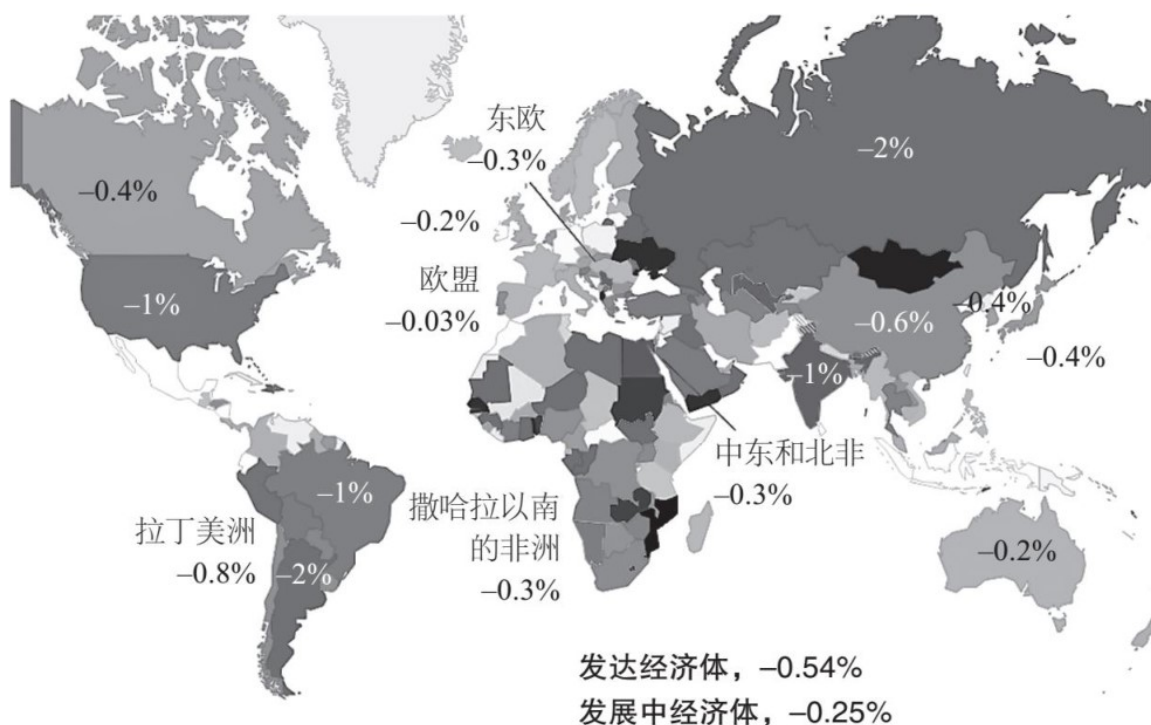 东欧
–0.3%
–2%
–0.4%
–0.2%
欧盟
–0.03%
–1%
–0.4%
–0.6%
–0.4%
–1%
中东和北非
–0.3%
–1%
撒哈拉以南
的非洲
–0.3%
拉丁美洲
–0.8%
–2%
–0.2%
发达经济体，–0.54%
发展中经济体，–0.25%